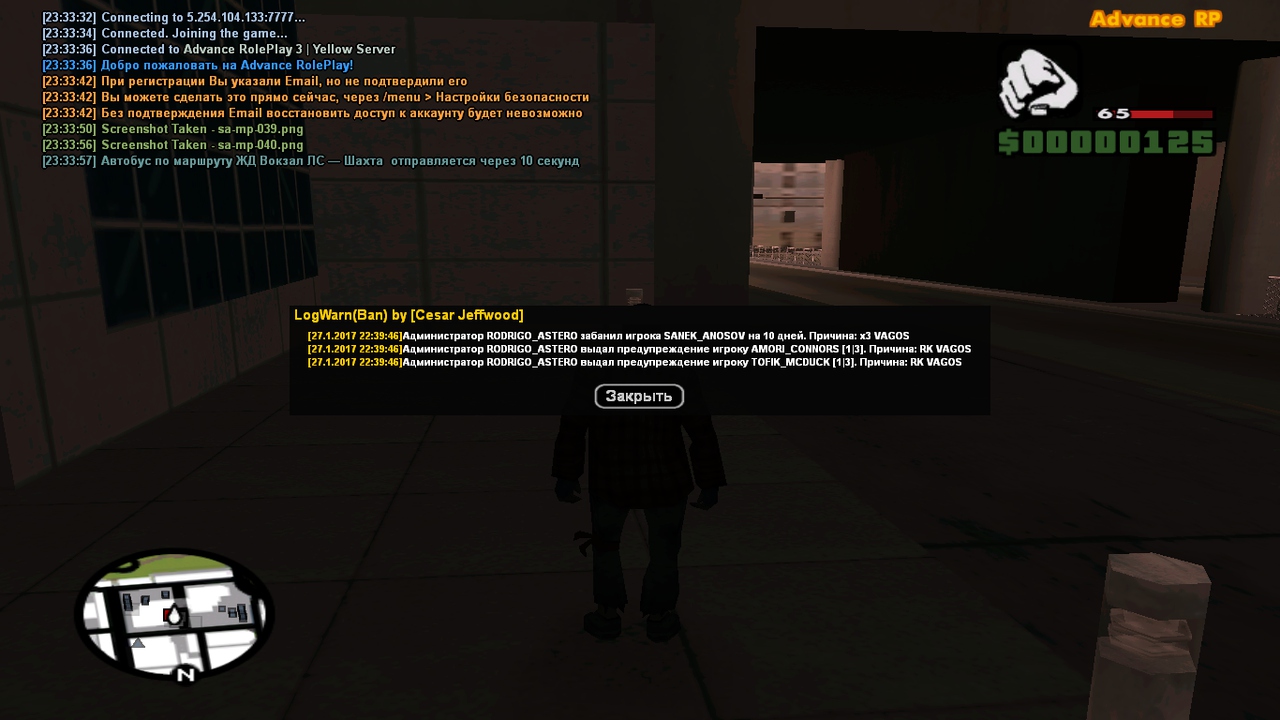 [23:33:32] Connecting to 5.254.104.133:7777...
[23:33:34] Connected. Joining the game...
[23:33:36] Connected to Advance RolePlay 3 | Yellow Server
[23:33:36] Добро пожаловать на Advance RolePlay!
[23:33:42] При регистрации Вы указали Email, но не подтвердили его
[23:33:42] Вы можете сделать это прямо сейчас, через /menu > Настройки безопасности
[23:33:42] Без подтверждения Email восстановить доступ к аккаунту будет невозможно
[23:33:50] Screenshot Taken - sa-mp-039.png
[23:33:56] Screenshot Taken - sa-mp-040.png
[23:33:57] Автобус по маршруту ЖД Вокзал ЛС — Шахта отправляется через 10 секунд
Advance RP
65
$00000125
LogWarn(Ban) by [Cesar Jeffwood]
[27.1.2017 22:39:46]Администратор RODRIGO_ASTERO забанил игрока SANEK_ANOSOV на 10 дней. Причина: x3 VAGOS
[27.1.2017 22:39:46]Администратор RODRIGO_ASTERO выдал предупреждение игроку AMORI_CONNORS [1|3]. Причина: RK VAGOS
[27.1.2017 22:39:46]Администратор RODRIGO_ASTERO выдал предупреждение игроку TOFIK_MCDUCK [1|3]. Причина: RK VAGOS
Закрыть
N